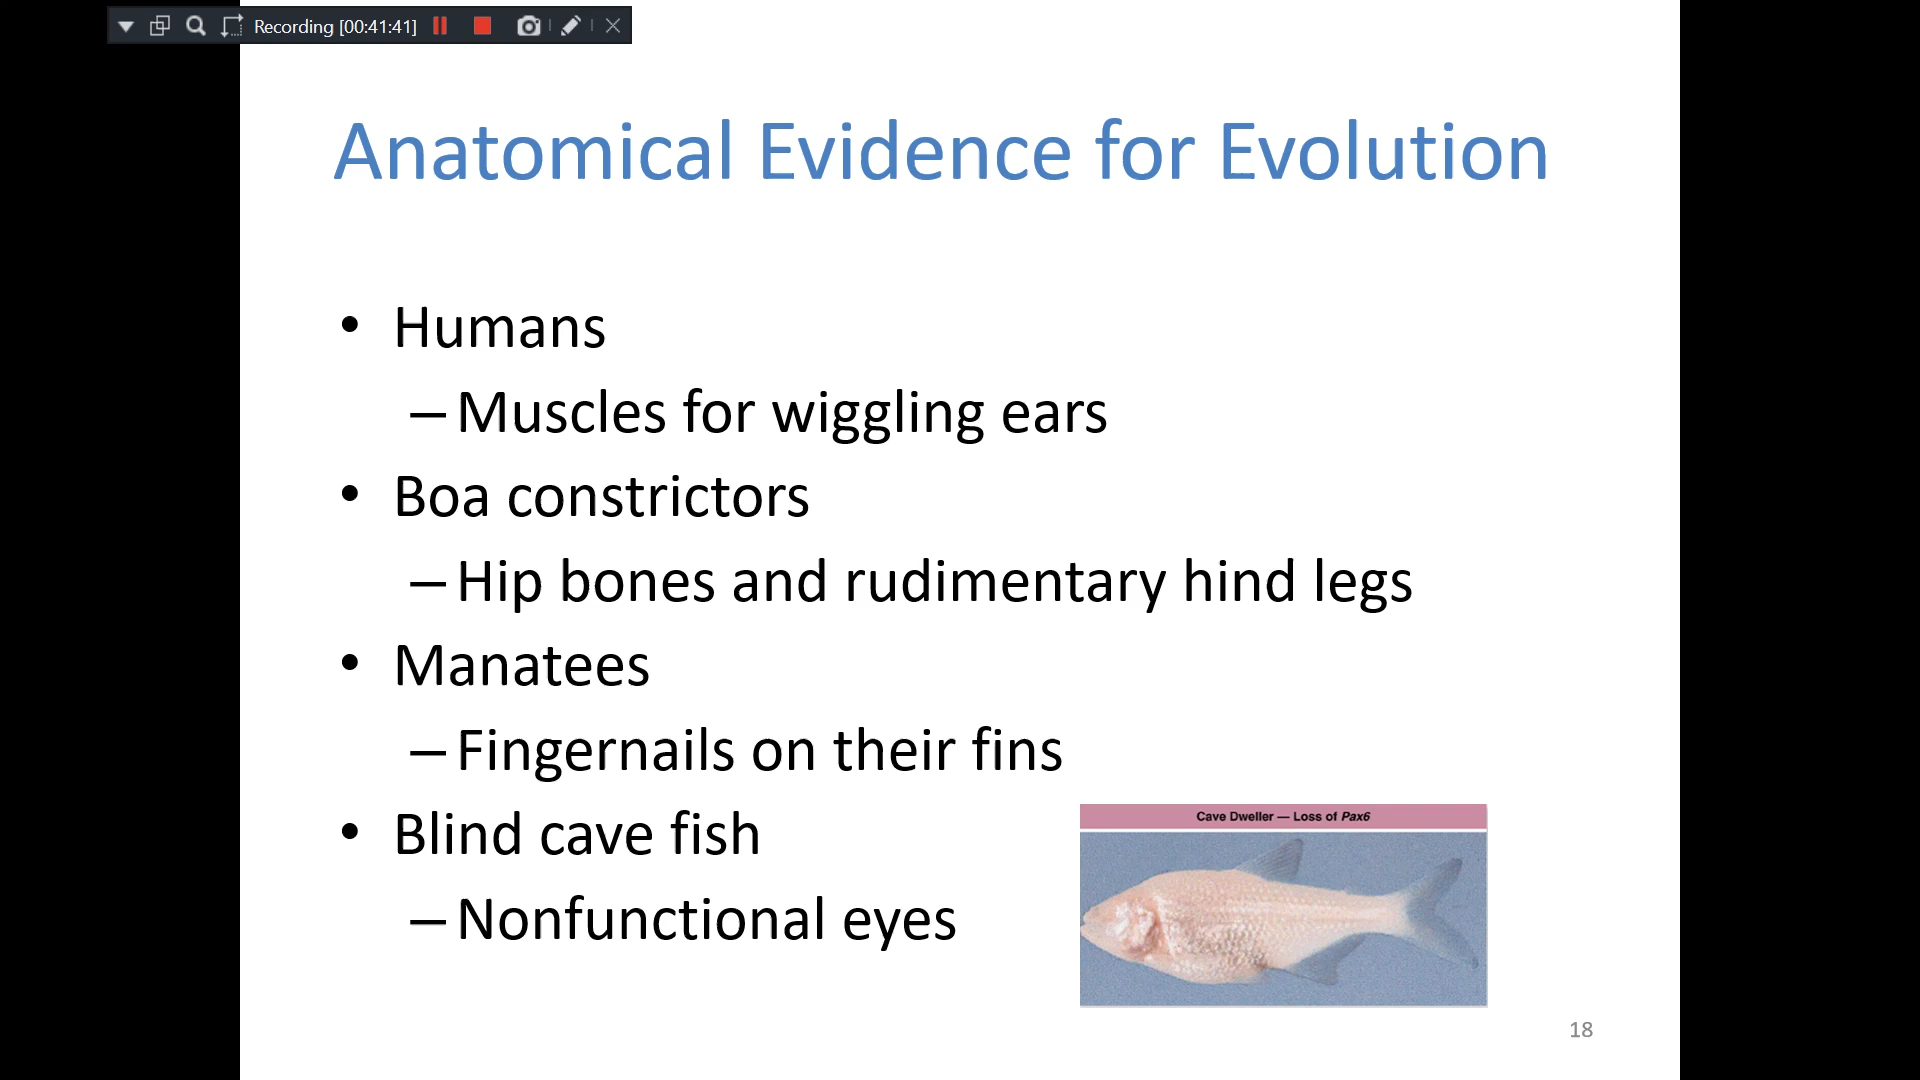 Recording [00:41:41]
Anatomical Evidence for Evolution
• Humans
– Muscles for wiggling ears
• Boa constrictors
– Hip bones and rudimentary hind legs
• Manatees
– Fingernails on their fins
• Blind cave fish
– Nonfunctional eyes
Cave Dweller — Loss of Pax6
18